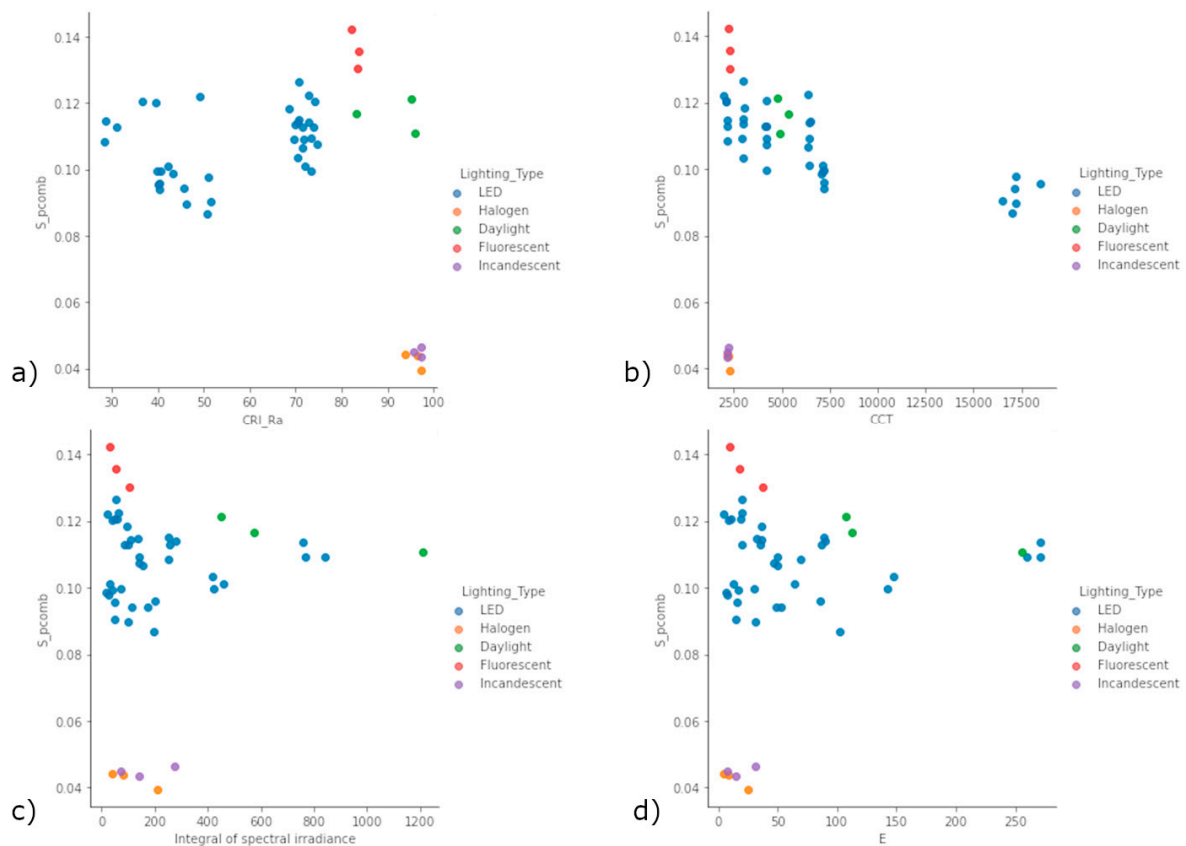 0.14
0.12
0.10
0.08
0.06
0.04
S_pcomb
30 40 50 60 70 80 90 100
CRI_Ra
Lighting_Type
LED
Halogen
Daylight
Fluorescent
Incandescent
a)
0.14
0.12
0.10
0.08
0.06
0.04
S_pcomb
2500 5000 7500 10000 12500 15000 17500
CCT
Lighting_Type
LED
Halogen
Daylight
Fluorescent
Incandescent
b)
0.14
0.12
0.10
0.08
0.06
0.04
S_pcomb
0 200 400 600 800 1000 1200
Integral of spectral irradiance
Lighting_Type
LED
Halogen
Daylight
Fluorescent
Incandescent
c)
0.14
0.12
0.10
0.08
0.06
0.04
S_pcomb
0 50 100 150 200 250
E
Lighting_Type
LED
Halogen
Daylight
Fluorescent
Incandescent
d)